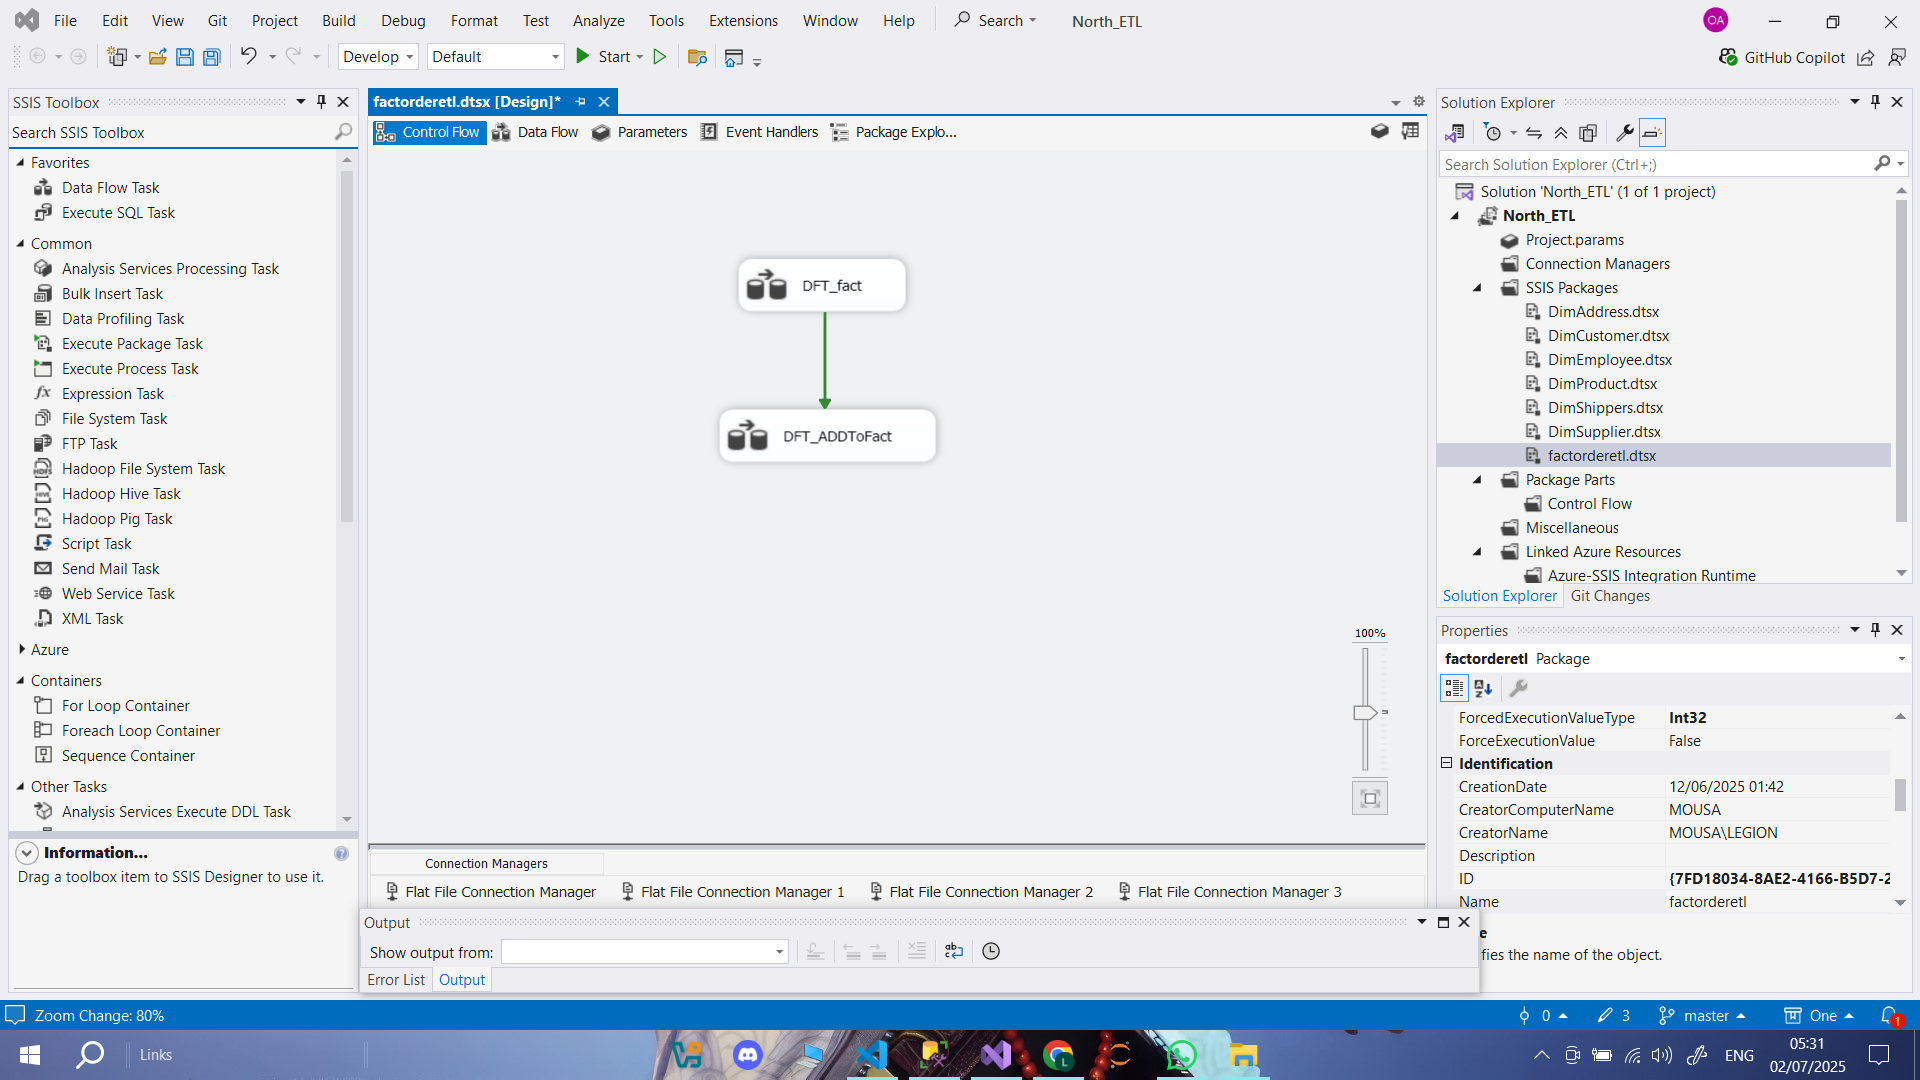 File Edit View Git Project Build Debug Format Test Analyze Tools Extensions Window Help Search North_ETL OA
Develop Default Start GitHub Copilot
SSIS Toolbox
Search SSIS Toolbox
Favorites
Data Flow Task
Execute SQL Task
Common
Analysis Services Processing Task
Bulk Insert Task
Data Profiling Task
Execute Package Task
Execute Process Task
Expression Task
File System Task
FTP Task
Hadoop File System Task
Hadoop Hive Task
Hadoop Pig Task
Script Task
Send Mail Task
Web Service Task
XML Task
Azure
Containers
For Loop Container
Foreach Loop Container
Sequence Container
Other Tasks
Analysis Services Execute DDL Task
Information...
Drag a toolbox item to SSIS Designer to use it.
factorderetl.dtsx [Design]*
Control Flow Data Flow Parameters Event Handlers Package Explo...
DFT_fact
DFT_ADDToFact
100%
Connection Managers
Flat File Connection Manager Flat File Connection Manager 1 Flat File Connection Manager 2 Flat File Connection Manager 3
Output
Show output from:
Error List Output
Solution Explorer
Search Solution Explorer (Ctrl+;)
Solution 'North_ETL' (1 of 1 project)
North_ETL
Project.params
Connection Managers
SSIS Packages
DimAddress.dtsx
DimCustomer.dtsx
DimEmployee.dtsx
DimProduct.dtsx
DimShippers.dtsx
DimSupplier.dtsx
factorderetl.dtsx
Package Parts
Control Flow
Miscellaneous
Linked Azure Resources
Azure-SSIS Integration Runtime
Solution Explorer Git Changes
Properties
factorderetl Package
ForcedExecutionValueType Int32
ForceExecutionValue False
Identification
CreationDate 12/06/2025 01:42
CreatorComputerName MOUSA
CreatorName MOUSA\LEGION
Description
ID {7FD18034-8AE2-4166-B5D7-2
Name factorderetl
e
fies the name of the object.
Zoom Change: 80% 0 3 master One 1
Links ENG 05:31
02/07/2025